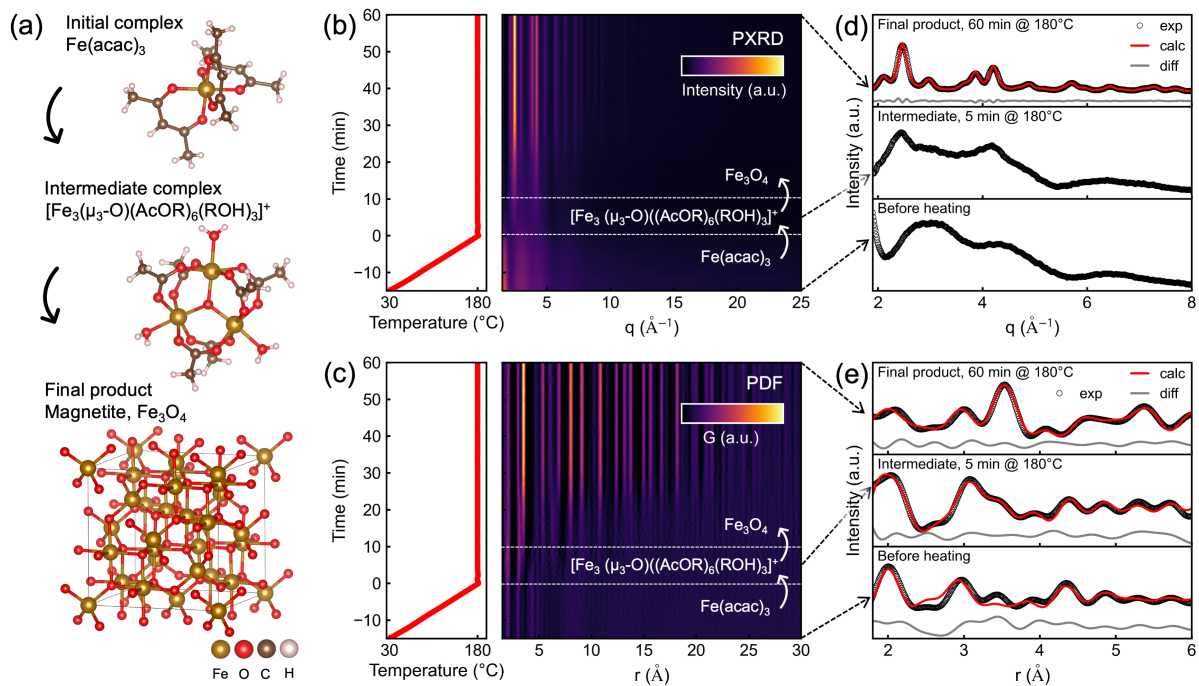 (a)
Initial complex
Fe(acac)₃
Intermediate complex
[Fe₃(μ₃-O)(AcOR)₆(ROH)₃]⁺
Final product
Magnetite, Fe₃O₄
Fe O C H
(b)
Time (min)
60
50
40
30
20
10
0
−10
30 180
Temperature (°C)
PXRD
Intensity (a.u.)
Fe₃O₄
[Fe₃ (μ₃-O)((AcOR)₆(ROH)₃]⁺
Fe(acac)₃
5 10 15 20 25
q (Å⁻¹)
(d)
Intensity (a.u.)
Final product, 60 min @ 180°C
exp
calc
diff
Intermediate, 5 min @ 180°C
Before heating
2 4 6 8
q (Å⁻¹)
(c)
Time (min)
60
50
40
30
20
10
0
−10
30 180
Temperature (°C)
PDF
G (a.u.)
Fe₃O₄
[Fe₃ (μ₃-O)((AcOR)₆(ROH)₃]⁺
Fe(acac)₃
5 10 15 20 25 30
r (Å)
(e)
Intensity (a.u.)
Final product, 60 min @ 180°C
calc
exp
diff
Intermediate, 5 min @ 180°C
Before heating
2 3 4 5 6
r (Å)